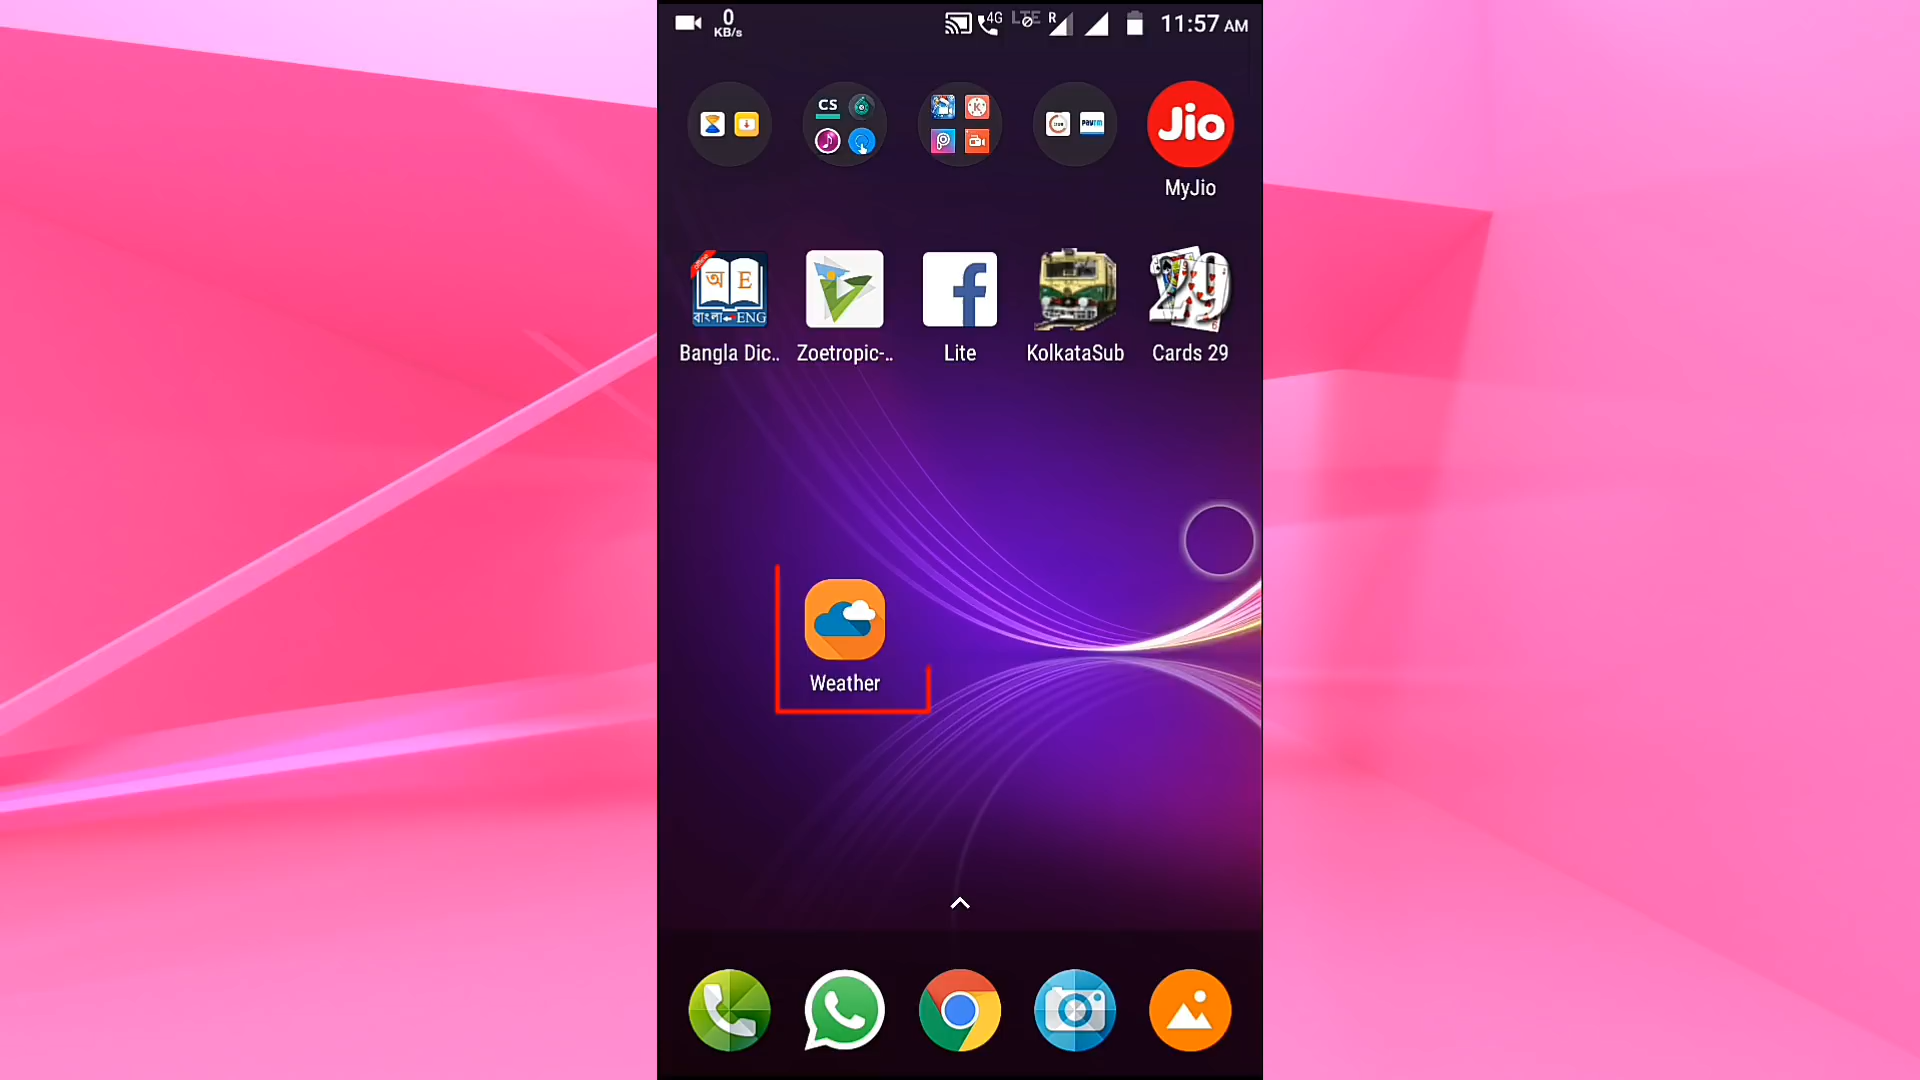 0
KB/s
4G
LTE
R
11:57 AM
CS
K
Paytm
Jio
MyJio
অ E
বাংলা ENG
29
Bangla Dic..
Zoetropic-..
Lite
KolkataSub
Cards 29
Weather